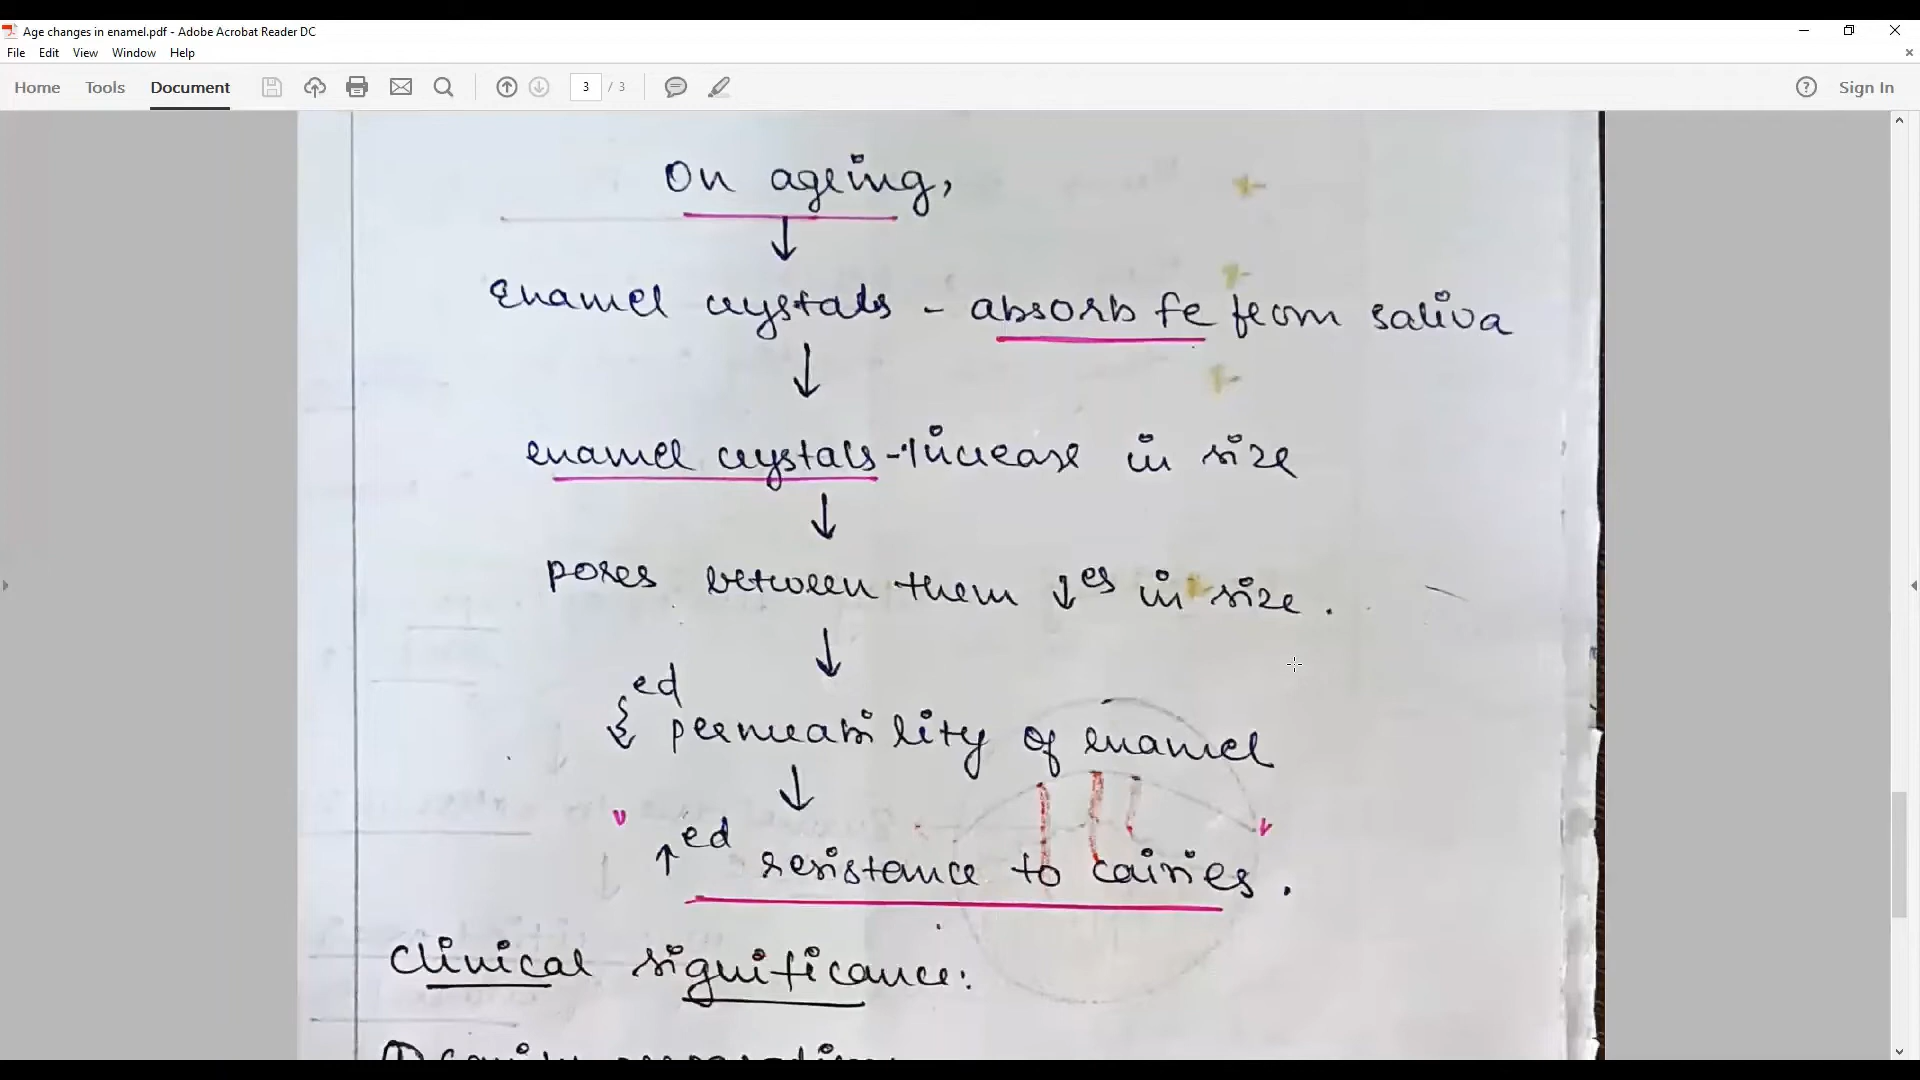 Age changes in enamel.pdf - Adobe Acrobat Reader DC
File Edit View Window Help
Home Tools Document 3 / 3 Sign In
On ageing,
↓
Enamel crystals - absorb fe from saliva
↓
enamel crystals - increase in size
↓
pores between them ↓es in size.
↓
↓ed permeability of enamel
↓
↑ed resistance to cairies.
Clinical significance: